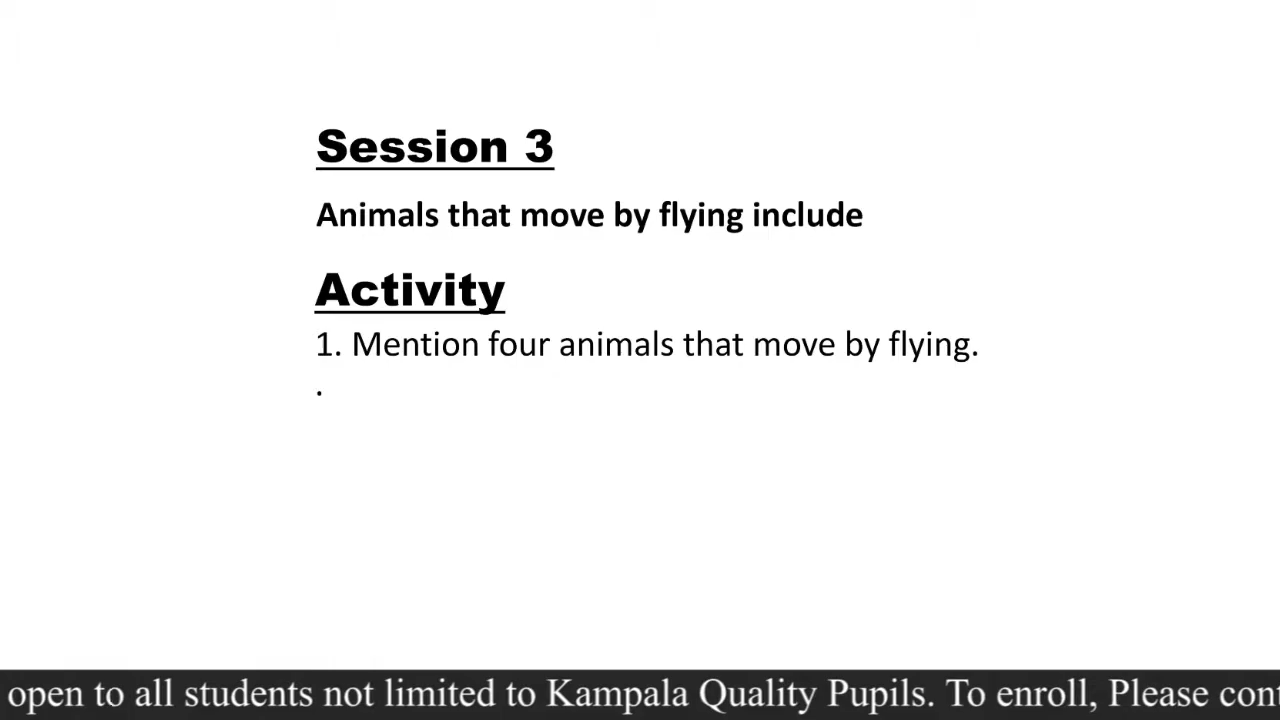 Session 3
Animals that move by flying include
Activity
1. Mention four animals that move by flying.
.
open to all students not limited to Kampala Quality Pupils. To enroll, Please cont